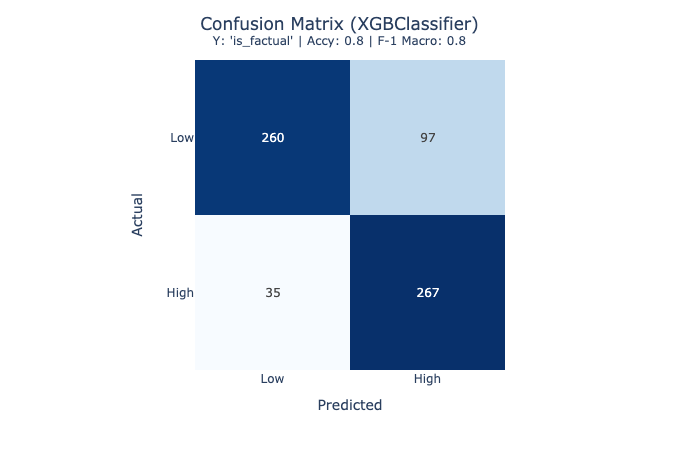 Confusion Matrix (XGBClassifier)
Y: 'is_factual' | Accy: 0.8 | F-1 Macro: 0.8
Low
260
97
Actual
High
35
267
Low
High
Predicted